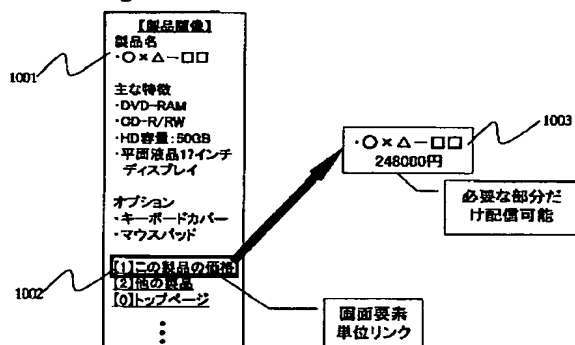 【製品画像】
製品名
・○×△－□□
主な特徴
・DVD-RAM
・CD-R/RW
・HD容量：50GB
・平面液晶17インチ
ディスプレイ
オプション
・キーボードカバー
・マウスパッド
【1】この製品の価格
【2】他の製品
【0】トップページ
1001
1002
・○×△－□□
248000円
1003
必要な部分だ
け配信可能
画面要素
単位リンク